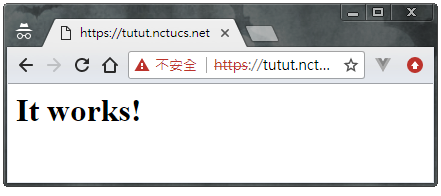 https://tutut.nctucs.net
不安全 https://tutut.nct...
It works!